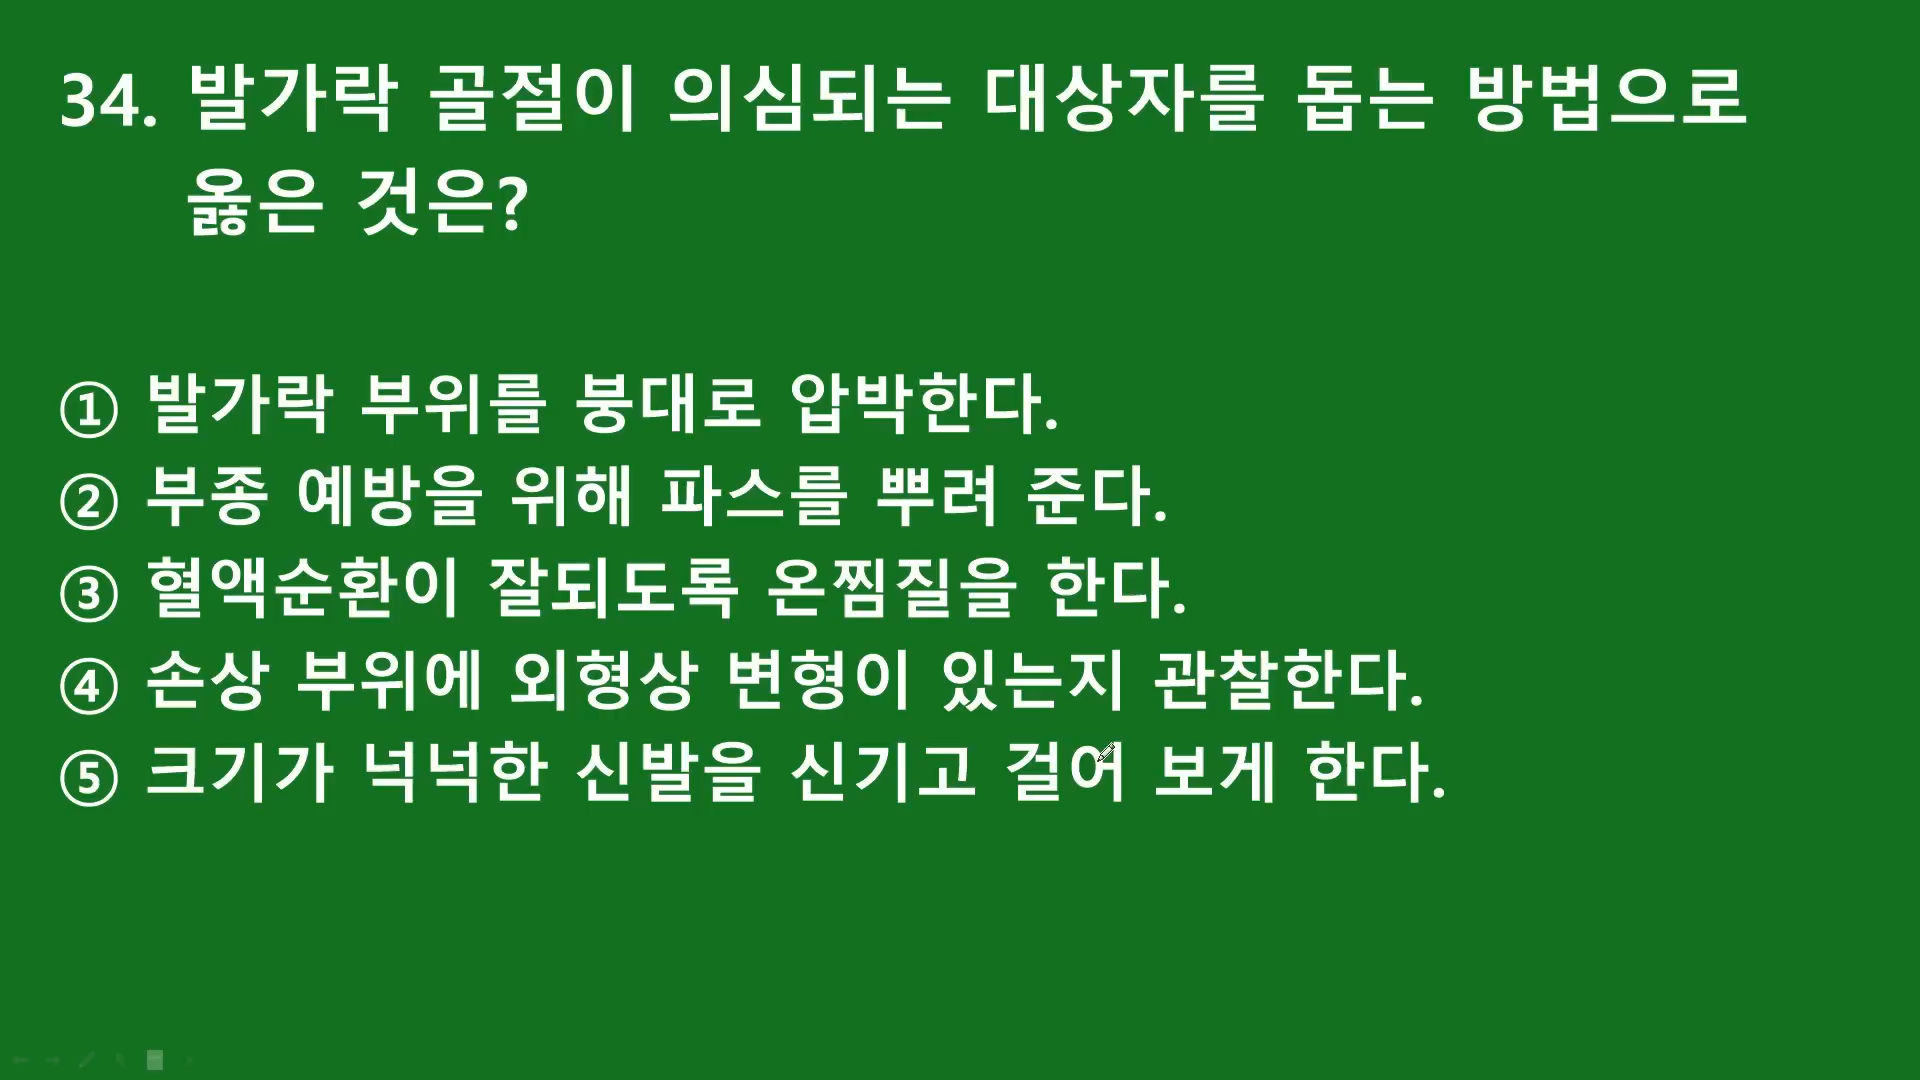 34. 발가락 골절이 의심되는 대상자를 돕는 방법으로
옳은 것은?
① 발가락 부위를 붕대로 압박한다.
② 부종 예방을 위해 파스를 뿌려 준다.
③ 혈액순환이 잘되도록 온찜질을 한다.
④ 손상 부위에 외형상 변형이 있는지 관찰한다.
⑤ 크기가 넉넉한 신발을 신기고 걸어 보게 한다.